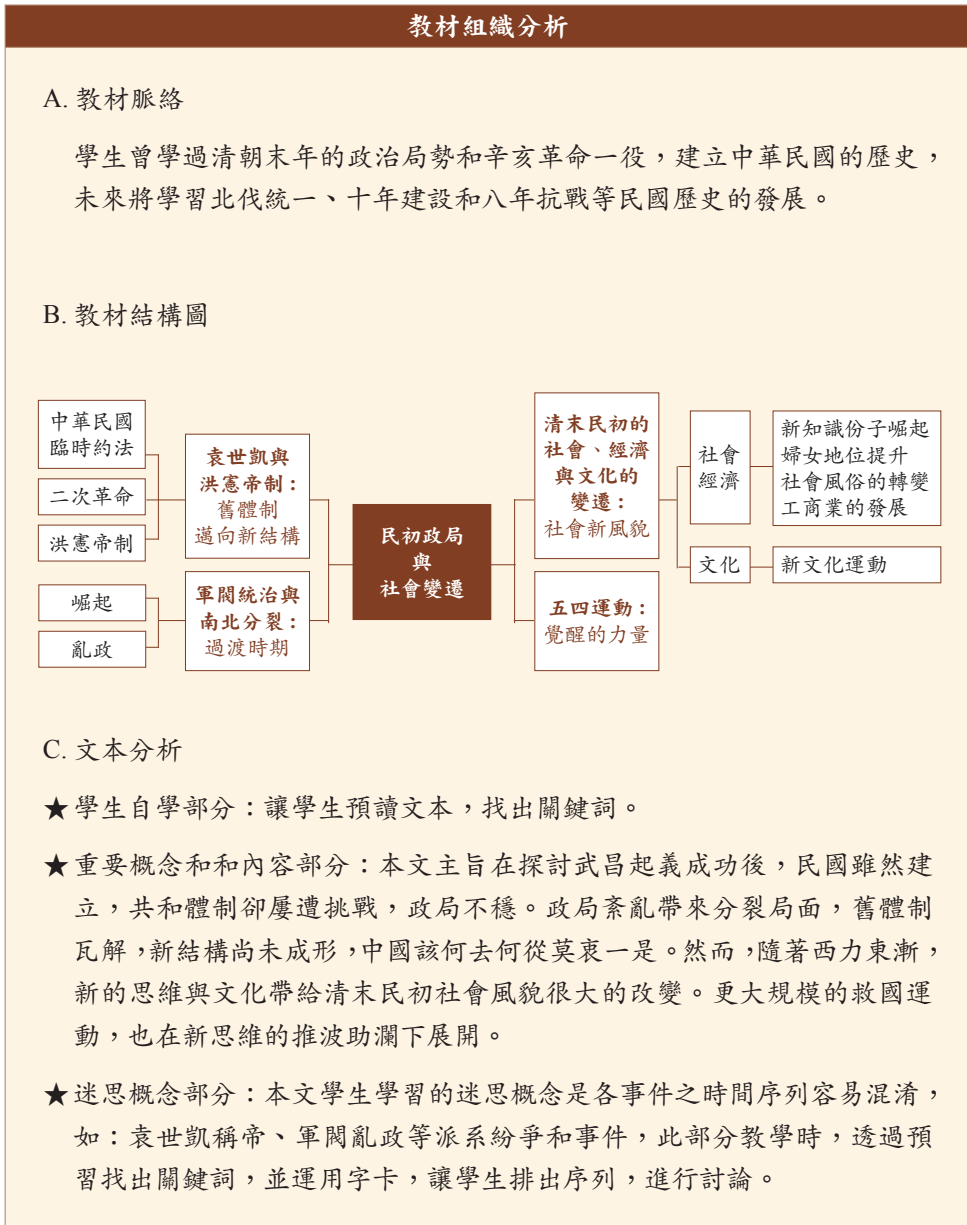 教材組織分析
A. 教材脈絡
學生曾學過清朝末年的政治局勢和辛亥革命一役，建立中華民國的歷史，
未來將學習北伐統一、十年建設和八年抗戰等民國歷史的發展。
B. 教材結構圖
中華民國
臨時約法
二次革命
洪憲帝制
崛起
亂政
袁世凱與
洪憲帝制：
舊體制
邁向新結構
軍閥統治與
南北分裂：
過渡時期
民初政局
與
社會變遷
清末民初的
社會、經濟
與文化的
變遷：
社會新風貌
五四運動：
覺醒的力量
社會
經濟
文化
新知識份子崛起
婦女地位提升
社會風俗的轉變
工商業的發展
新文化運動
C. 文本分析
★學生自學部分：讓學生預讀文本，找出關鍵詞。
★重要概念和和內容部分：本文主旨在探討武昌起義成功後，民國雖然建
立，共和體制卻屢遭挑戰，政局不穩。政局紊亂帶來分裂局面，舊體制
瓦解，新結構尚未成形，中國該何去何從莫衷一是。然而，隨著西力東漸，
新的思維與文化帶給清末民初社會風貌很大的改變。更大規模的救國運
動，也在新思維的推波助瀾下展開。
★迷思概念部分：本文學生學習的迷思概念是各事件之時間序列容易混淆，
如：袁世凱稱帝、軍閥亂政等派系紛爭和事件，此部分教學時，透過預
習找出關鍵詞，並運用字卡，讓學生排出序列，進行討論。